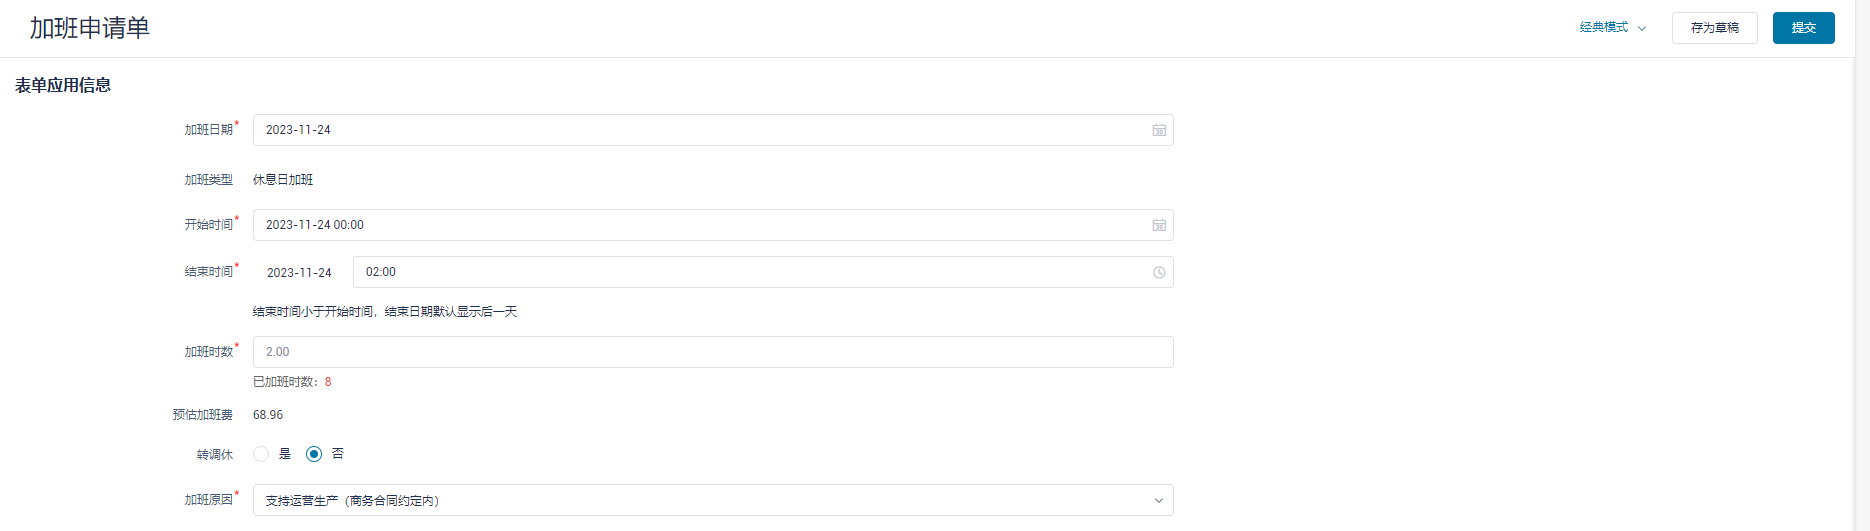 加班申请单
经典模式 存为草稿 提交
表单应用信息
加班日期* 2023-11-24
加班类型 休息日加班
开始时间* 2023-11-24 00:00
结束时间* 2023-11-24 02:00
结束时间小于开始时间，结束日期默认显示后一天
加班时数* 2.00
已加班时数：8
预估加班费 68.96
转调休 是 否
加班原因* 支持运营生产（商务合同约定内）